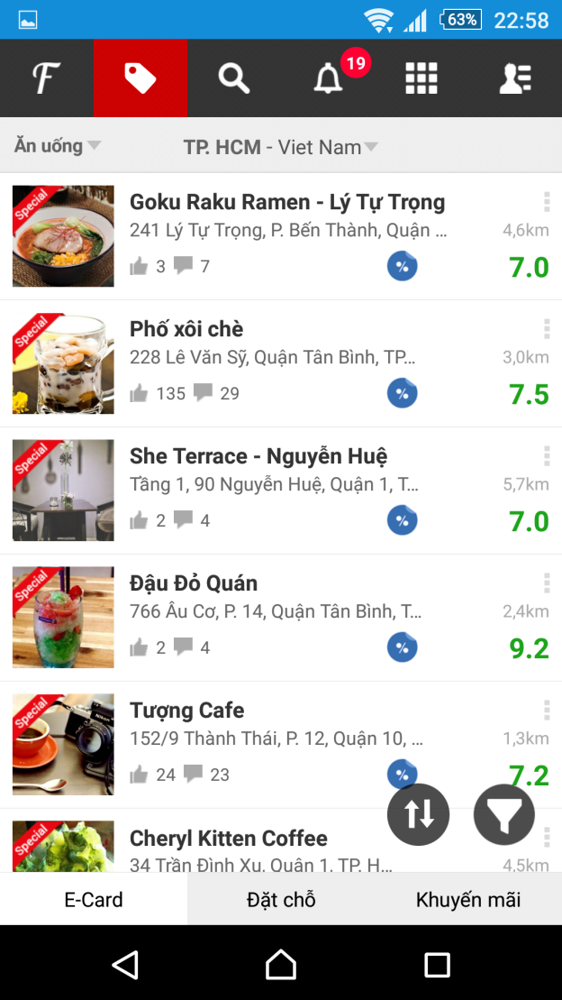 63% 22:58
F 19
Ăn uống TP. HCM - Viet Nam
Special
Goku Raku Ramen - Lý Tự Trọng
241 Lý Tự Trọng, P. Bến Thành, Quận ... 4,6km
3 7 % 7.0
Special
Phố xôi chè
228 Lê Văn Sỹ, Quận Tân Bình, TP... 3,0km
135 29 % 7.5
Special
She Terrace - Nguyễn Huệ
Tầng 1, 90 Nguyễn Huệ, Quận 1, T... 5,7km
2 4 % 7.0
Special
Đậu Đỏ Quán
766 Âu Cơ, P. 14, Quận Tân Bình, T... 2,4km
2 4 % 9.2
Special
Tượng Cafe
152/9 Thành Thái, P. 12, Quận 10, ... 1,3km
Nikon
24 23 % 7.2
Special
Cheryl Kitten Coffee
34 Trần Đình Xu, Quận 1, TP. H... 4,5km
E-Card Đặt chỗ Khuyến mãi